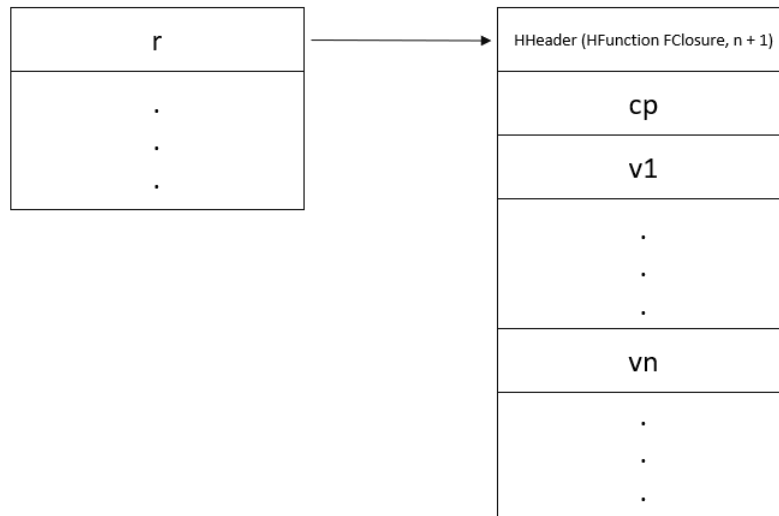 r
.
.
.
HHeader (HFunction FClosure, n + 1)
cp
v1
.
.
.
vn
.
.
.